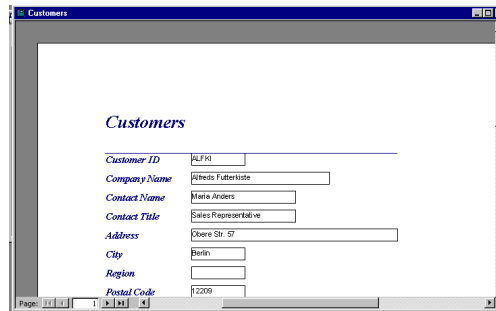 Customers
Customers
Customer ID ALFKI
Company Name Alfreds Futterkiste
Contact Name Maria Anders
Contact Title Sales Representative
Address Obere Str. 57
City Berlin
Region
Postal Code 12209
Page: 1